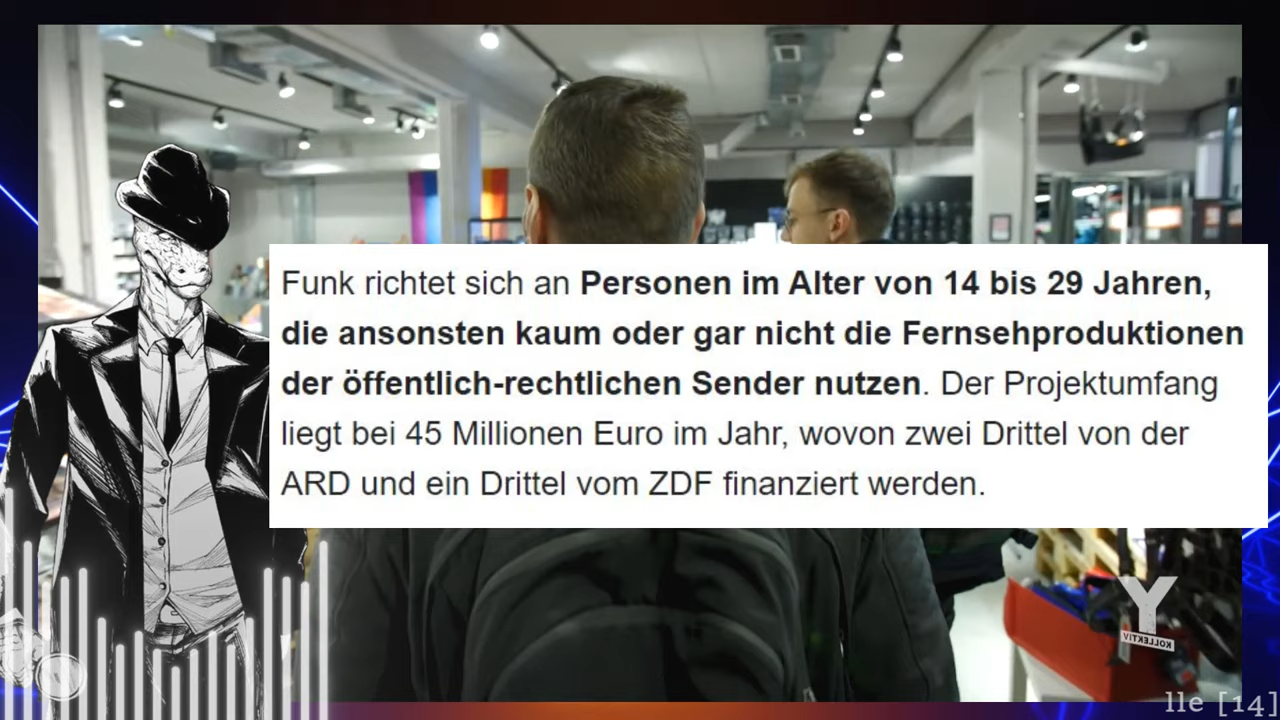 Funk richtet sich an Personen im Alter von 14 bis 29 Jahren,
die ansonsten kaum oder gar nicht die Fernsehproduktionen
der öffentlich-rechtlichen Sender nutzen. Der Projektumfang
liegt bei 45 Millionen Euro im Jahr, wovon zwei Drittel von der
ARD und ein Drittel vom ZDF finanziert werden.
Y
KOLLEKTIV
lle [14]